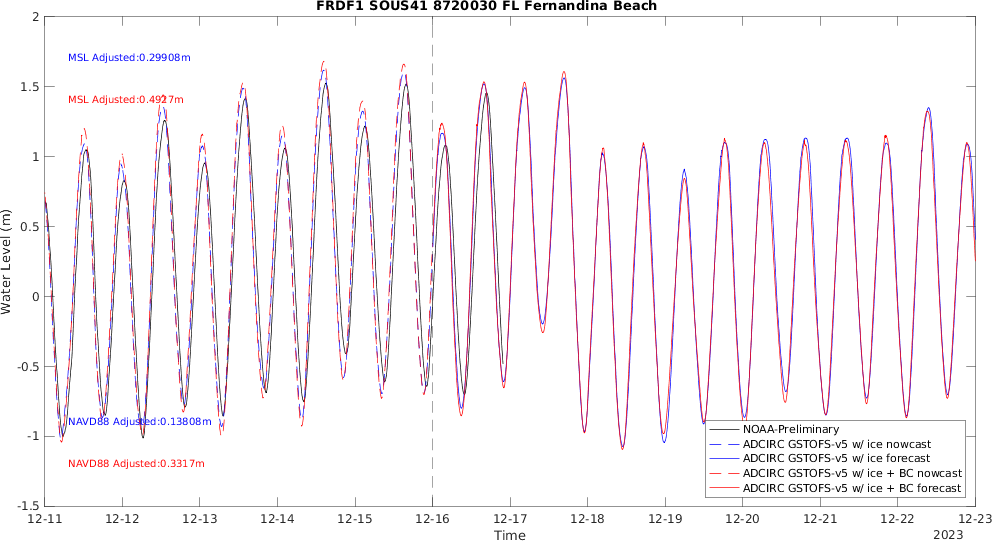 FRDF1 SOUS41 8720030 FL Fernandina Beach
2
1.5
1
0.5
0
-0.5
-1
-1.5
Water Level (m)
MSL Adjusted:0.29908m
MSL Adjusted:0.4927m
NAVD88 Adjusted:0.13808m
NAVD88 Adjusted:0.3317m
NOAA-Preliminary
ADCIRC GSTOFS-v5 w/ ice nowcast
ADCIRC GSTOFS-v5 w/ ice forecast
ADCIRC GSTOFS-v5 w/ ice + BC nowcast
ADCIRC GSTOFS-v5 w/ ice + BC forecast
12-11 12-12 12-13 12-14 12-15 12-16 12-17 12-18 12-19 12-20 12-21 12-22 12-23
Time
2023